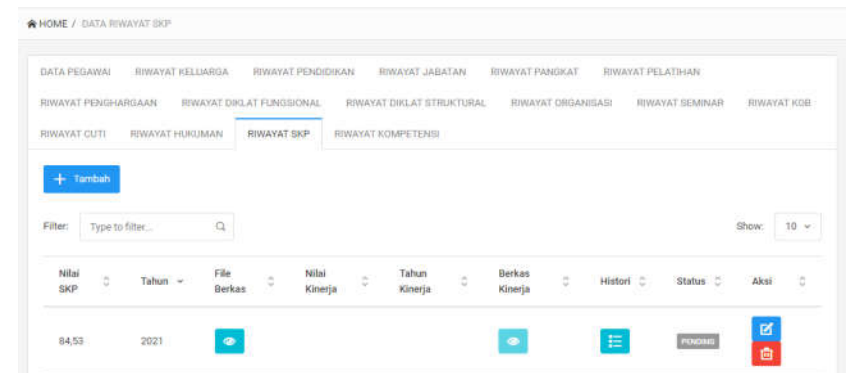 HOME / DATA RIWAYAT SKP
DATA PEGAWAI RIWAYAT KELUARGA RIWAYAT PENDIDIKAN RIWAYAT JABATAN RIWAYAT PANGKAT RIWAYAT PELATIHAN
RIWAYAT PENGHARGAAN RIWAYAT DIKLAT FUNGSIONAL RIWAYAT DIKLAT STRUKTURAL RIWAYAT ORGANISASI RIWAYAT SEMINAR RIWAYAT KGB
RIWAYAT CUTI RIWAYAT HUKUMAN RIWAYAT SKP RIWAYAT KOMPETENSI
+ Tambah
Filter: Type to filter... Show: 10
Nilai SKP Tahun File Berkas Nilai Kinerja Tahun Kinerja Berkas Kinerja Histori Status Aksi
84,53 2021 PENDING